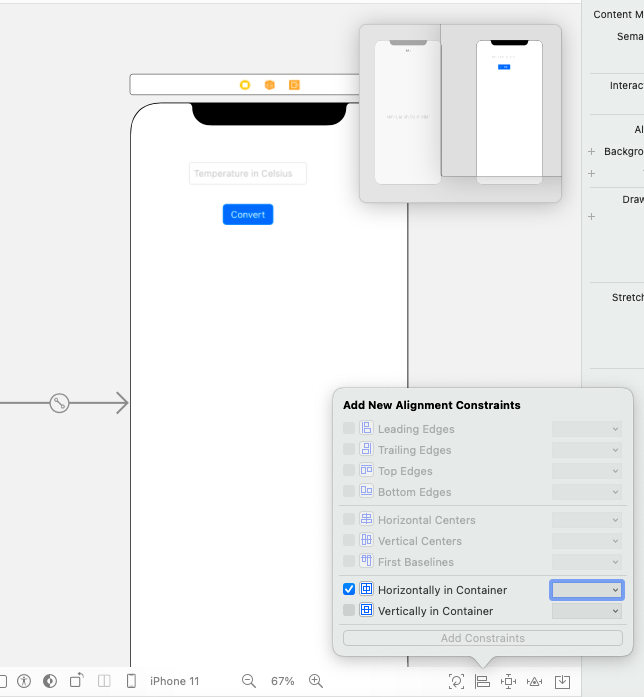 Content M
Sema
Interac
Al
Backgro
Draw
Stretch
Temperature in Celsius
Convert
Add New Alignment Constraints
Leading Edges
Trailing Edges
Top Edges
Bottom Edges
Horizontal Centers
Vertical Centers
First Baselines
Horizontally in Container
Vertically in Container
Add Constraints
iPhone 11
67%